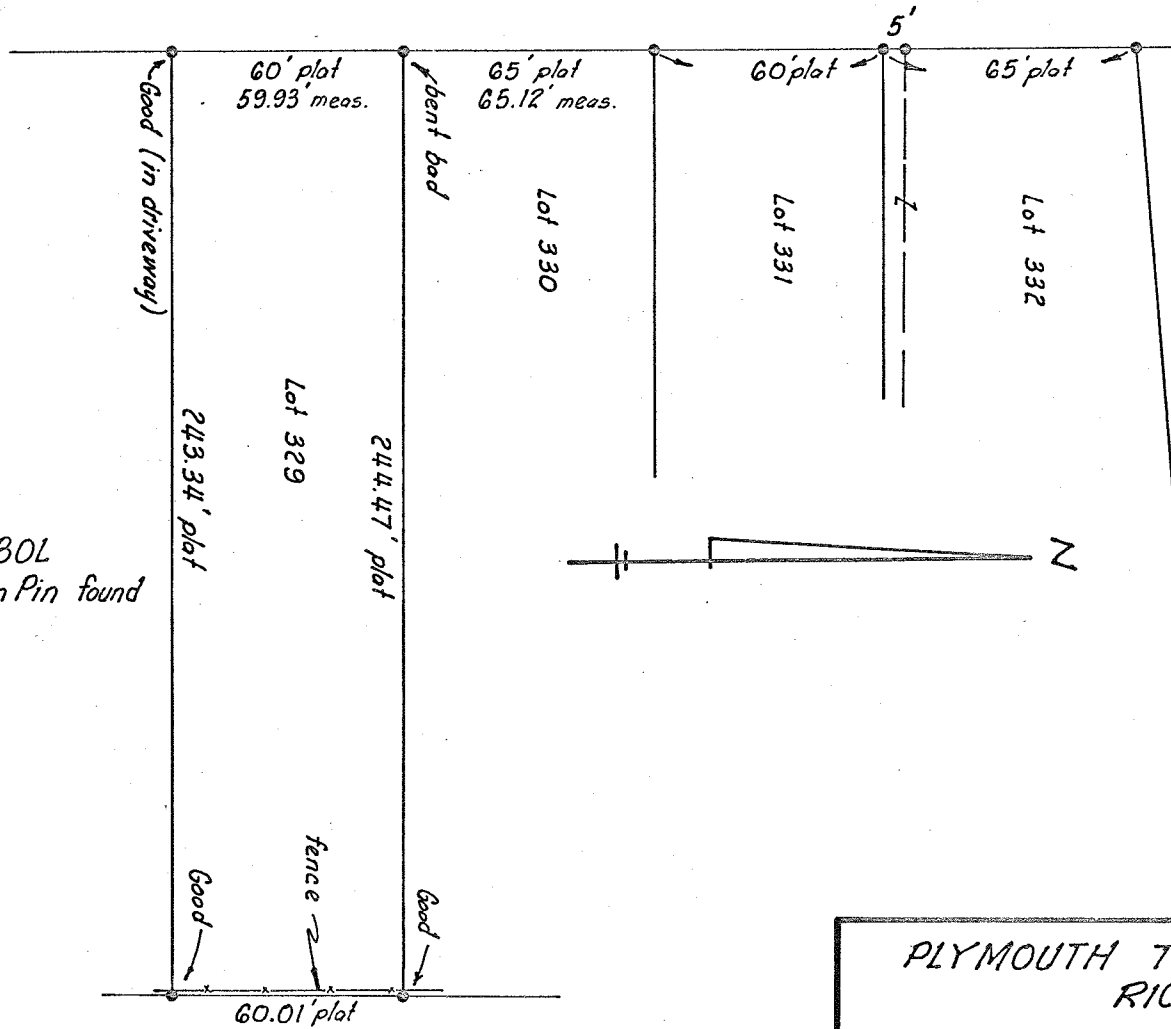 5'
60' plat
59.93' meas.
65' plat
65.12' meas.
60' plat
65' plat
Good (in driveway)
bent bad
Lot 330
Lot 331
Z
Lot 332
Lot 329
243.34' plat
244.47' plat
BOL
n Pin found
N
Good
fence
Good
60.01' plat
PLYMOUTH T
RIC